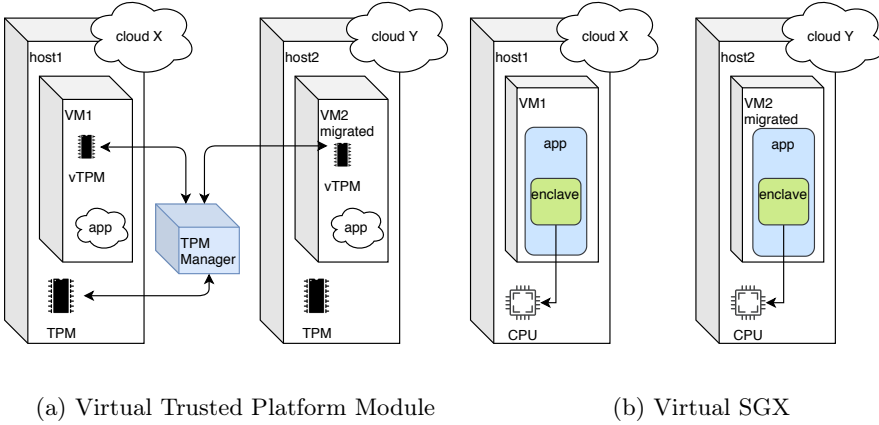 cloud X
host1
VM1
vTPM
app
TPM
cloud Y
host2
VM2
migrated
vTPM
app
TPM
TPM
Manager
cloud X
host1
VM1
app
enclave
CPU
cloud Y
host2
VM2
migrated
app
enclave
CPU
(a) Virtual Trusted Platform Module
(b) Virtual SGX